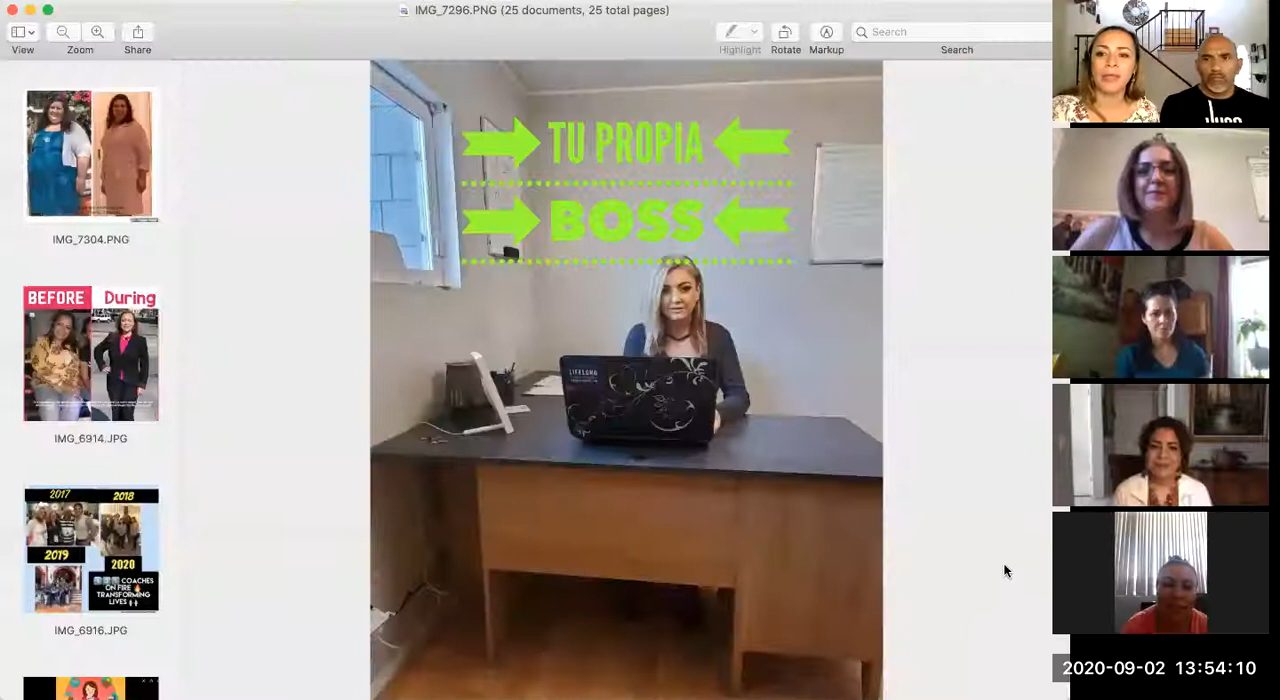 IMG_7296.PNG (25 documents, 25 total pages)
View
Zoom
Share
Highlight
Rotate
Markup
Search
Search
IMG_7304.PNG
BEFORE During
IMG_6914.JPG
2017 2018
2019
2020
COACHES
ON FIRE
TRANSFORMING
LIVES
IMG_6916.JPG
TU PROPIA
BOSS
LIFELONG
2020-09-02 13:54:10